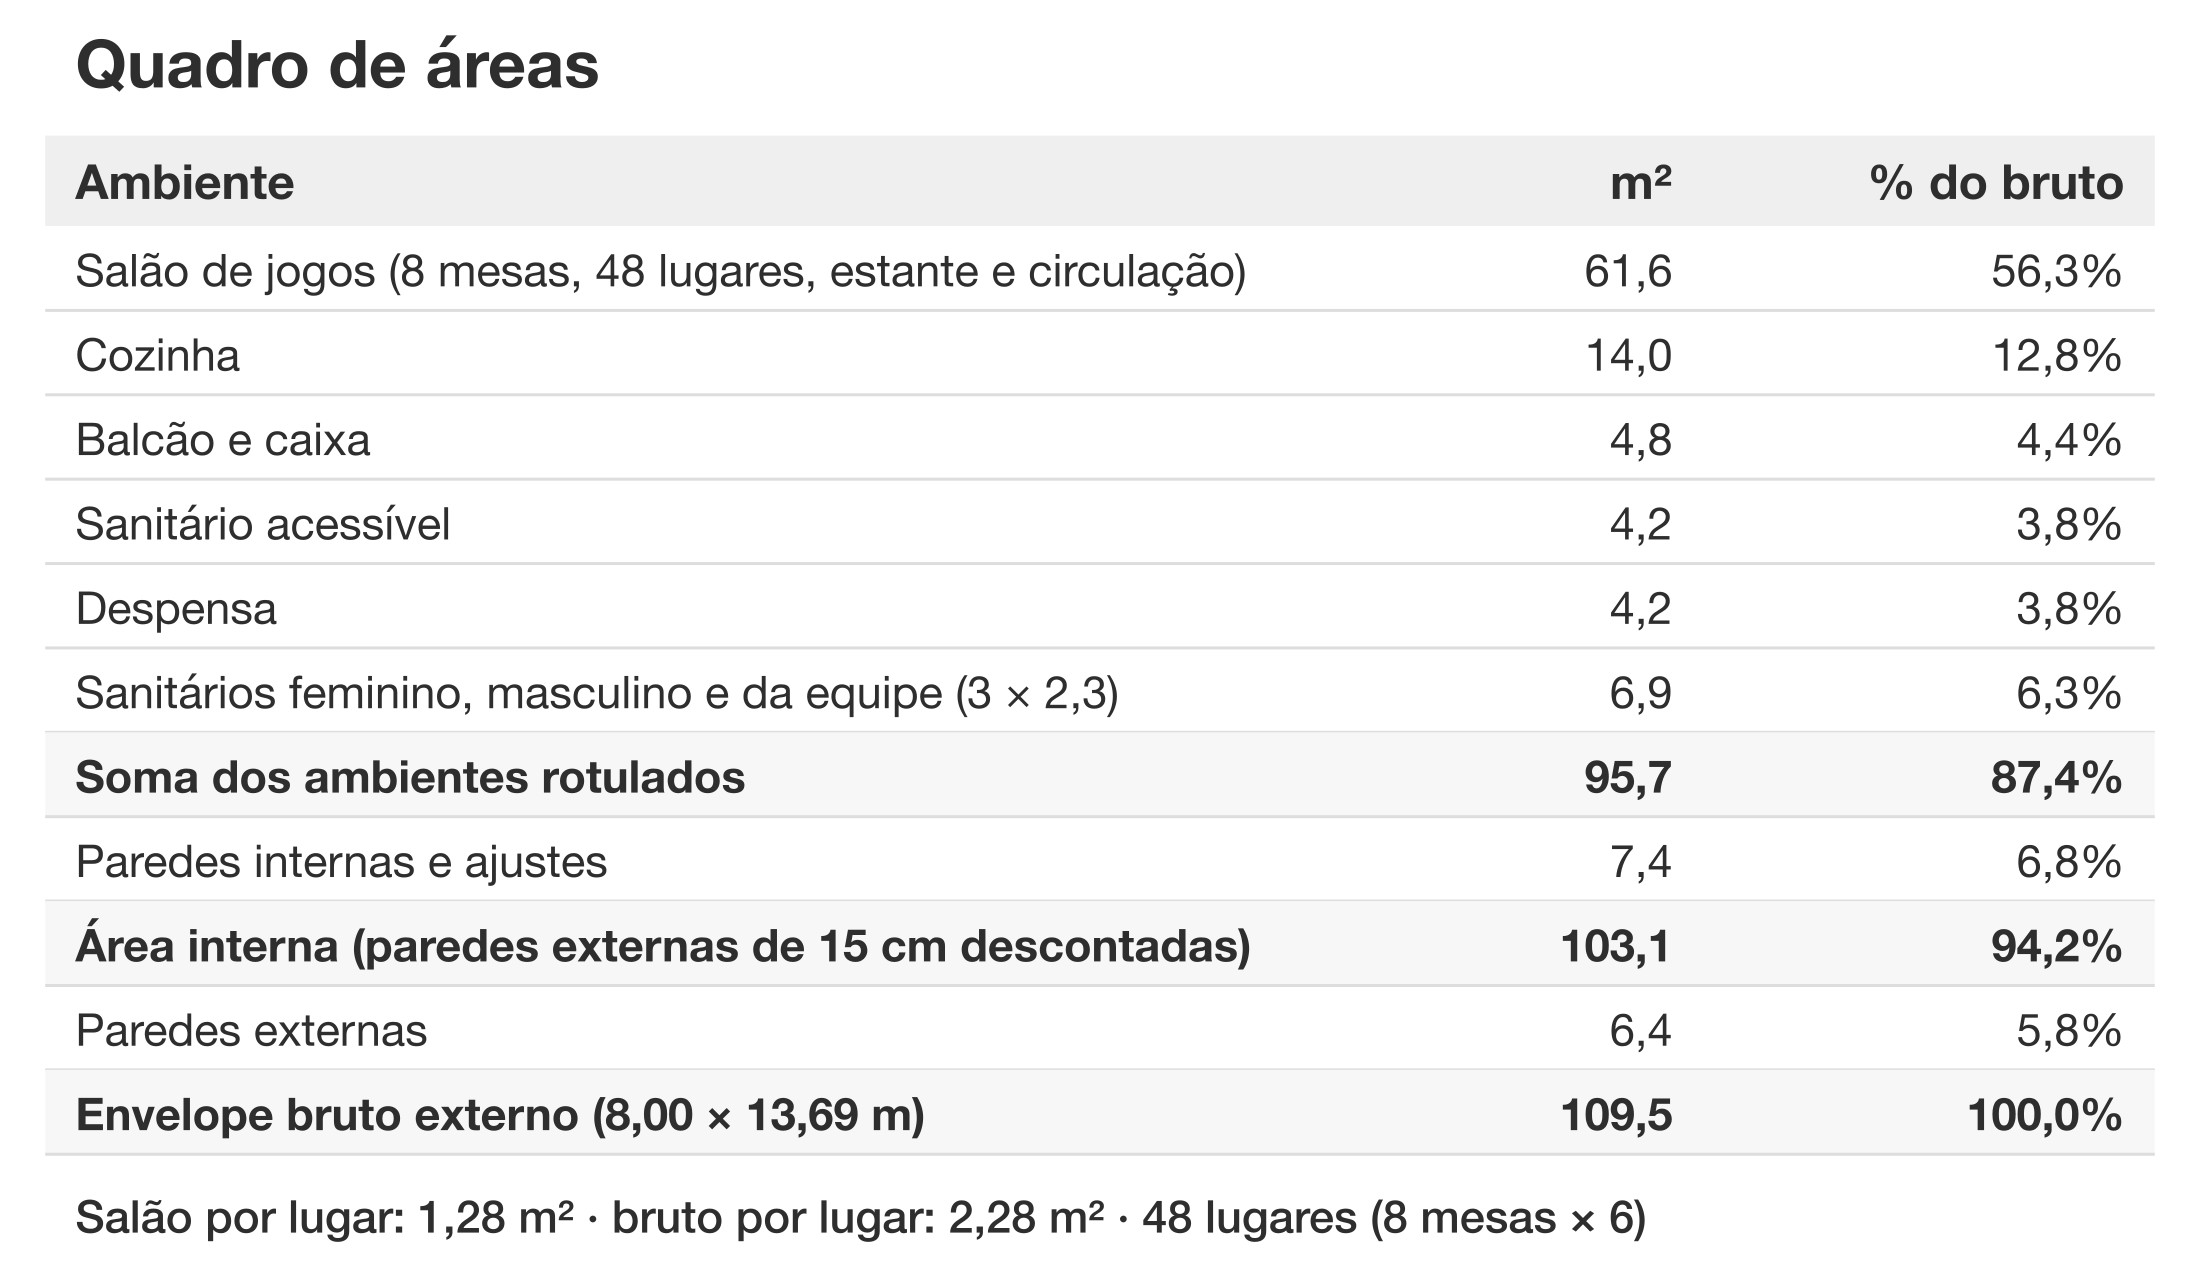 Quadro de áreas
Ambiente m² % do bruto
Salão de jogos (8 mesas, 48 lugares, estante e circulação) 61,6 56,3%
Cozinha 14,0 12,8%
Balcão e caixa 4,8 4,4%
Sanitário acessível 4,2 3,8%
Despensa 4,2 3,8%
Sanitários feminino, masculino e da equipe (3 × 2,3) 6,9 6,3%
Soma dos ambientes rotulados 95,7 87,4%
Paredes internas e ajustes 7,4 6,8%
Área interna (paredes externas de 15 cm descontadas) 103,1 94,2%
Paredes externas 6,4 5,8%
Envelope bruto externo (8,00 × 13,69 m) 109,5 100,0%
Salão por lugar: 1,28 m² · bruto por lugar: 2,28 m² · 48 lugares (8 mesas × 6)